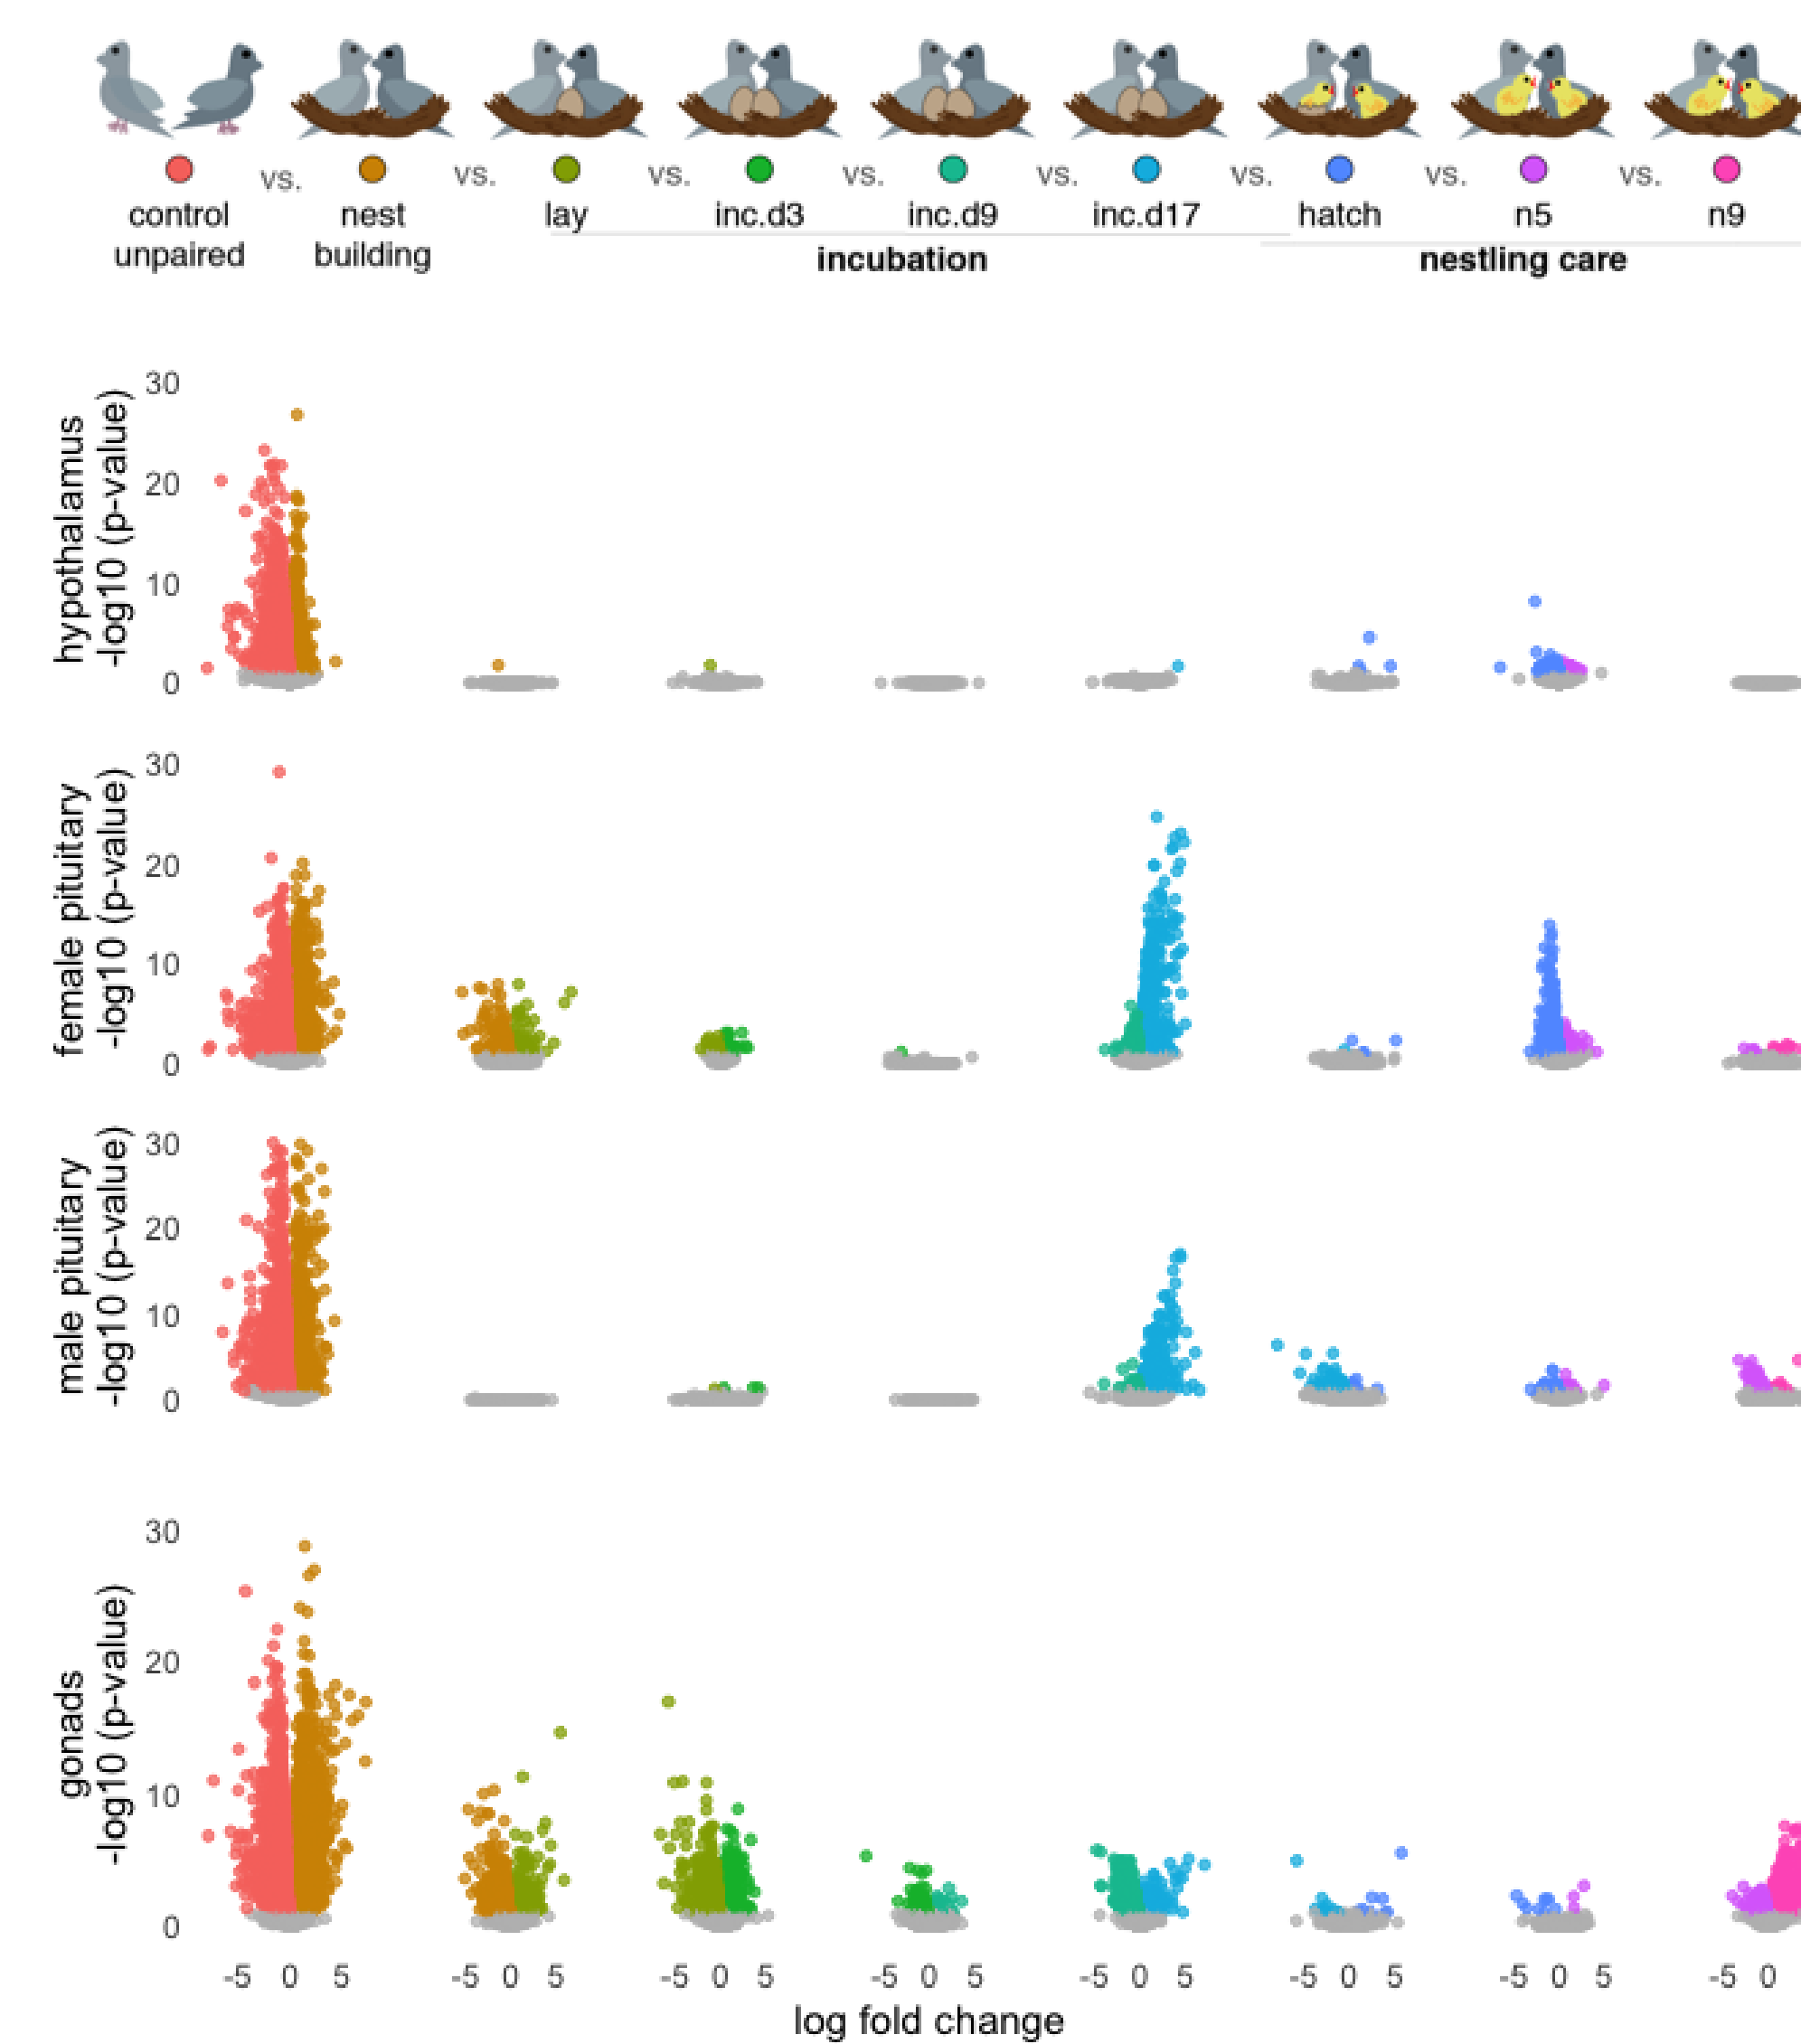 vs. vs. vs. vs. vs. vs. vs. vs.
control nest lay inc.d3 inc.d9 inc.d17 hatch n5 n9
unpaired building incubation nestling care
hypothalamus
-log10 (p-value)
30
20
10
0
female pituitary
-log10 (p-value)
30
20
10
0
male pituitary
-log10 (p-value)
30
20
10
0
gonads
-log10 (p-value)
30
20
10
0
-5 0 5 -5 0 5 -5 0 5 -5 0 5 -5 0 5 -5 0 5 -5 0 5 -5 0
log fold change